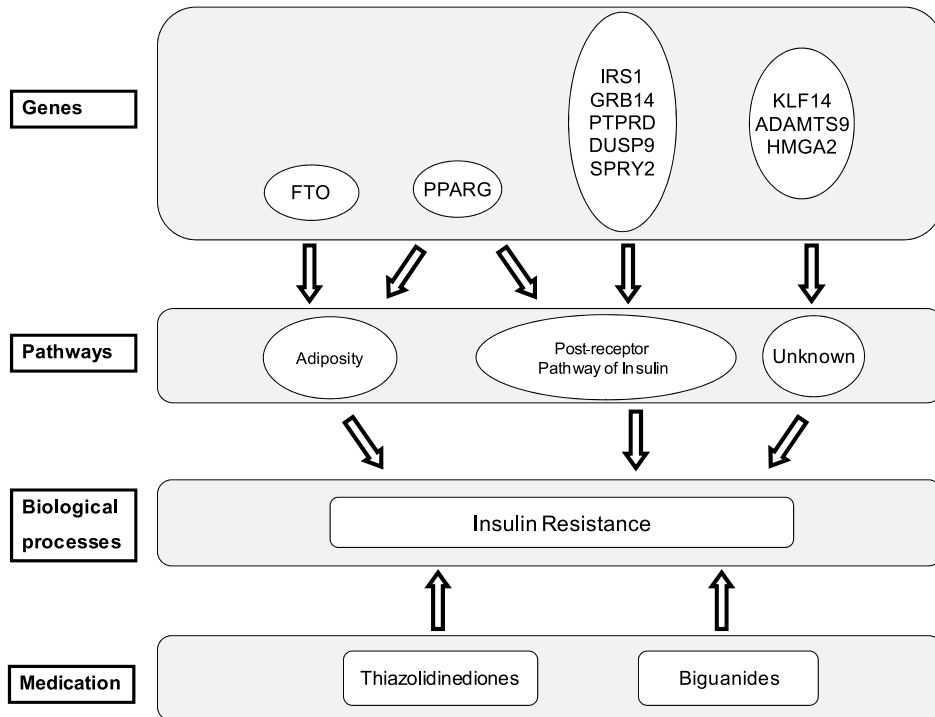 Genes
FTO
PPARG
IRS1
GRB14
PTPRD
DUSP9
SPRY2
KLF14
ADAMTS9
HMGA2
Pathways
Adiposity
Post-receptor
Pathway of Insulin
Unknown
Biological
processes
Insulin Resistance
Medication
Thiazolidinediones
Biguanides